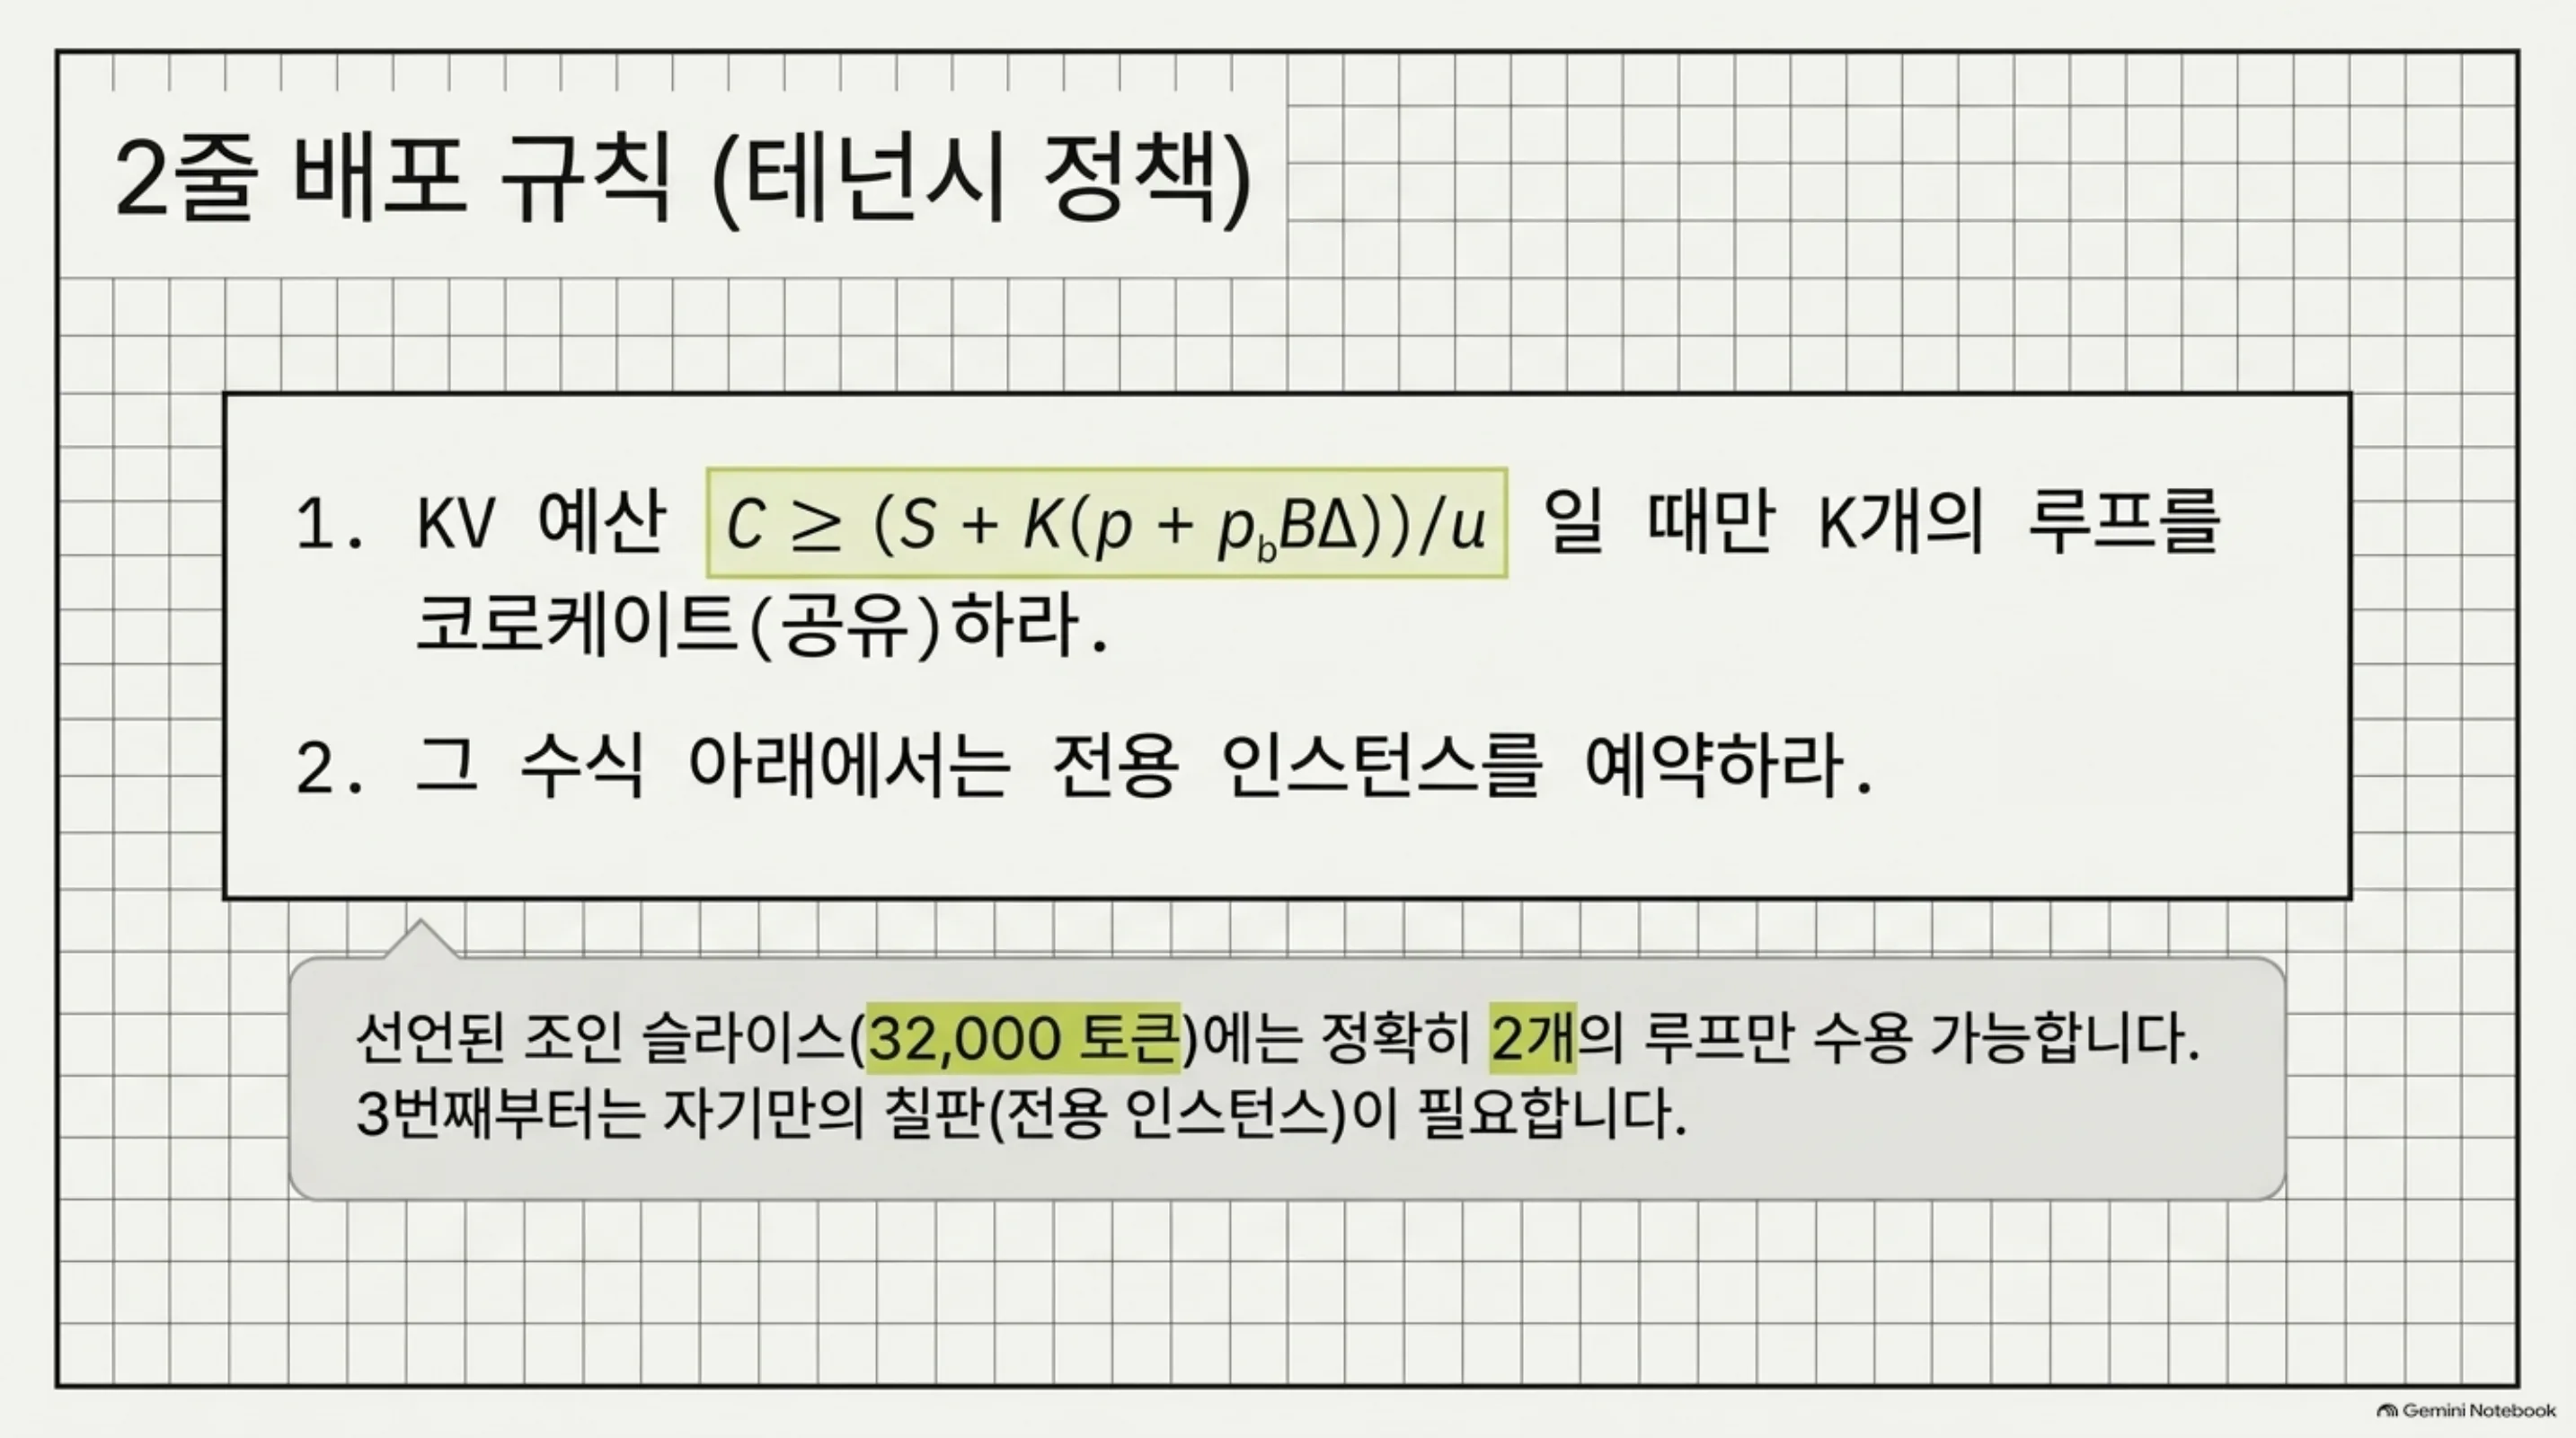 2줄 배포 규칙 (테넌시 정책)
1. KV 예산 C ≥ (S + K(p + p_bBΔ))/u 일 때만 K개의 루프를
코로케이트(공유)하라.
2. 그 수식 아래에서는 전용 인스턴스를 예약하라.
선언된 조인 슬라이스(32,000 토큰)에는 정확히 2개의 루프만 수용 가능합니다.
3번째부터는 자기만의 칠판(전용 인스턴스)이 필요합니다.
Gemini Notebook